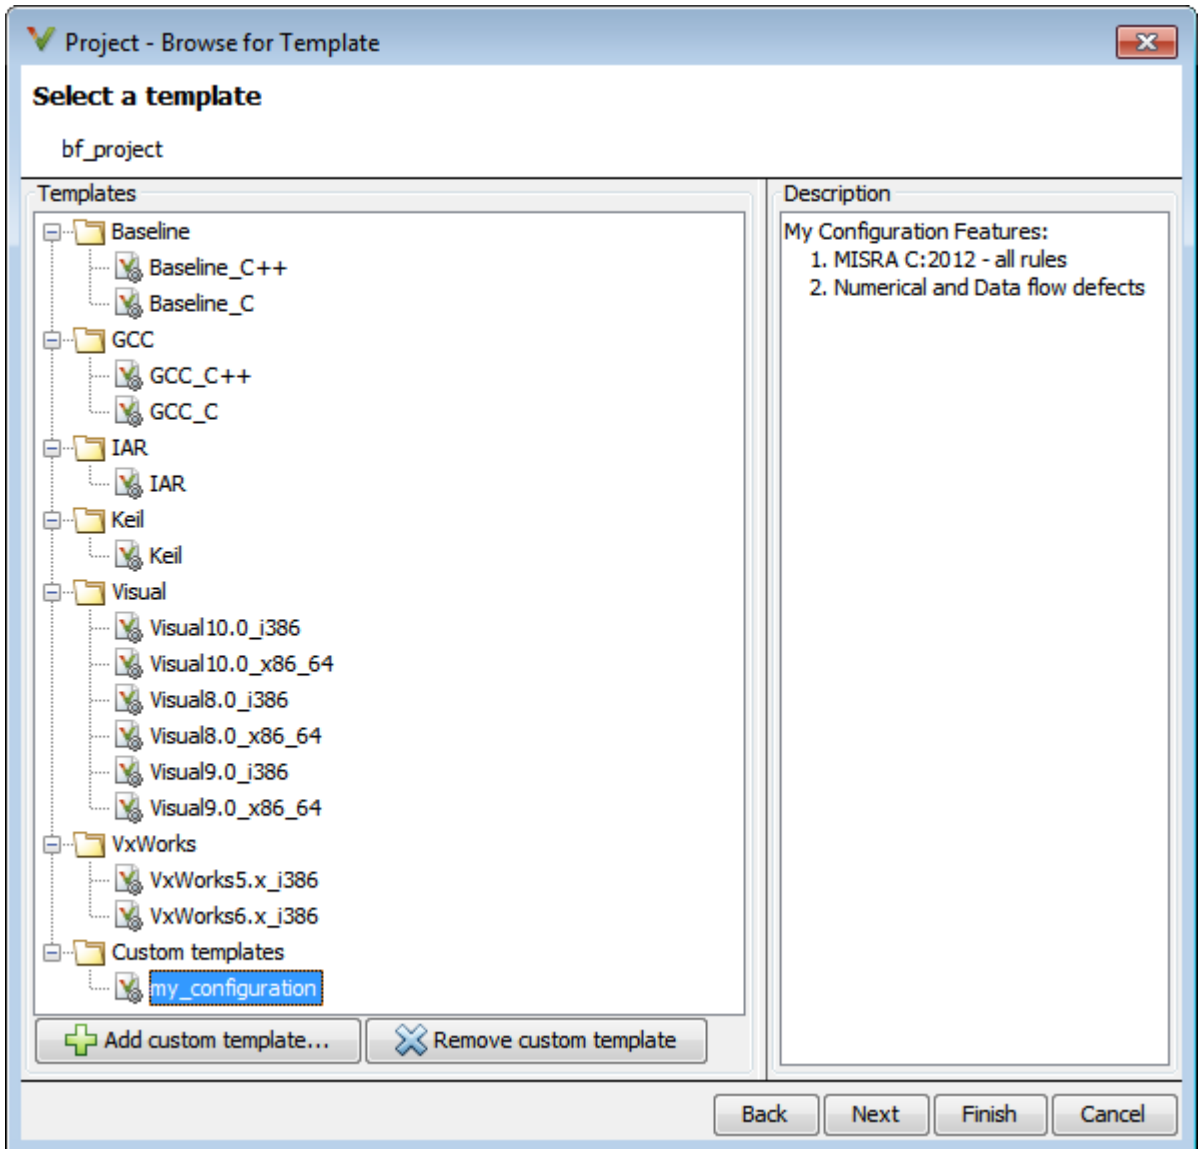 Project - Browse for Template
Select a template
bf_project
Templates
Baseline
Baseline_C++
Baseline_C
GCC
GCC_C++
GCC_C
IAR
IAR
Keil
Keil
Visual
Visual10.0_i386
Visual10.0_x86_64
Visual8.0_i386
Visual8.0_x86_64
Visual9.0_i386
Visual9.0_x86_64
VxWorks
VxWorks5.x_i386
VxWorks6.x_i386
Custom templates
my_configuration
Add custom template...
Remove custom template
Description
My Configuration Features:
1. MISRA C:2012 - all rules
2. Numerical and Data flow defects
Back
Next
Finish
Cancel